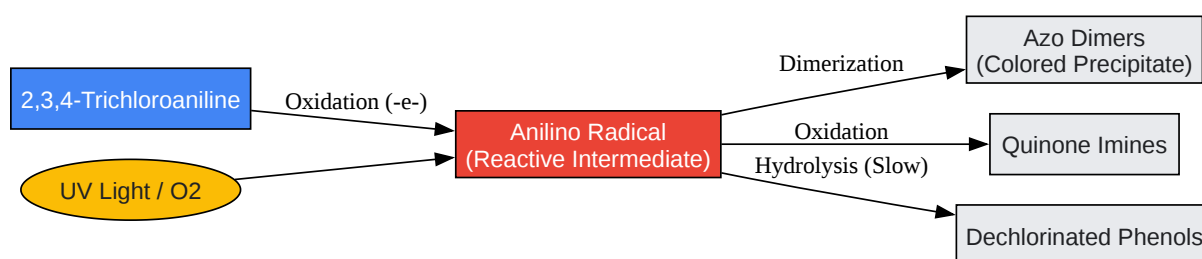 2,3,4-Trichloroaniline
UV Light / O2
Oxidation (-e-)
Anilino Radical
(Reactive Intermediate)
Dimerization
Oxidation
Hydrolysis (Slow)
Azo Dimers
(Colored Precipitate)
Quinone Imines
Dechlorinated Phenols